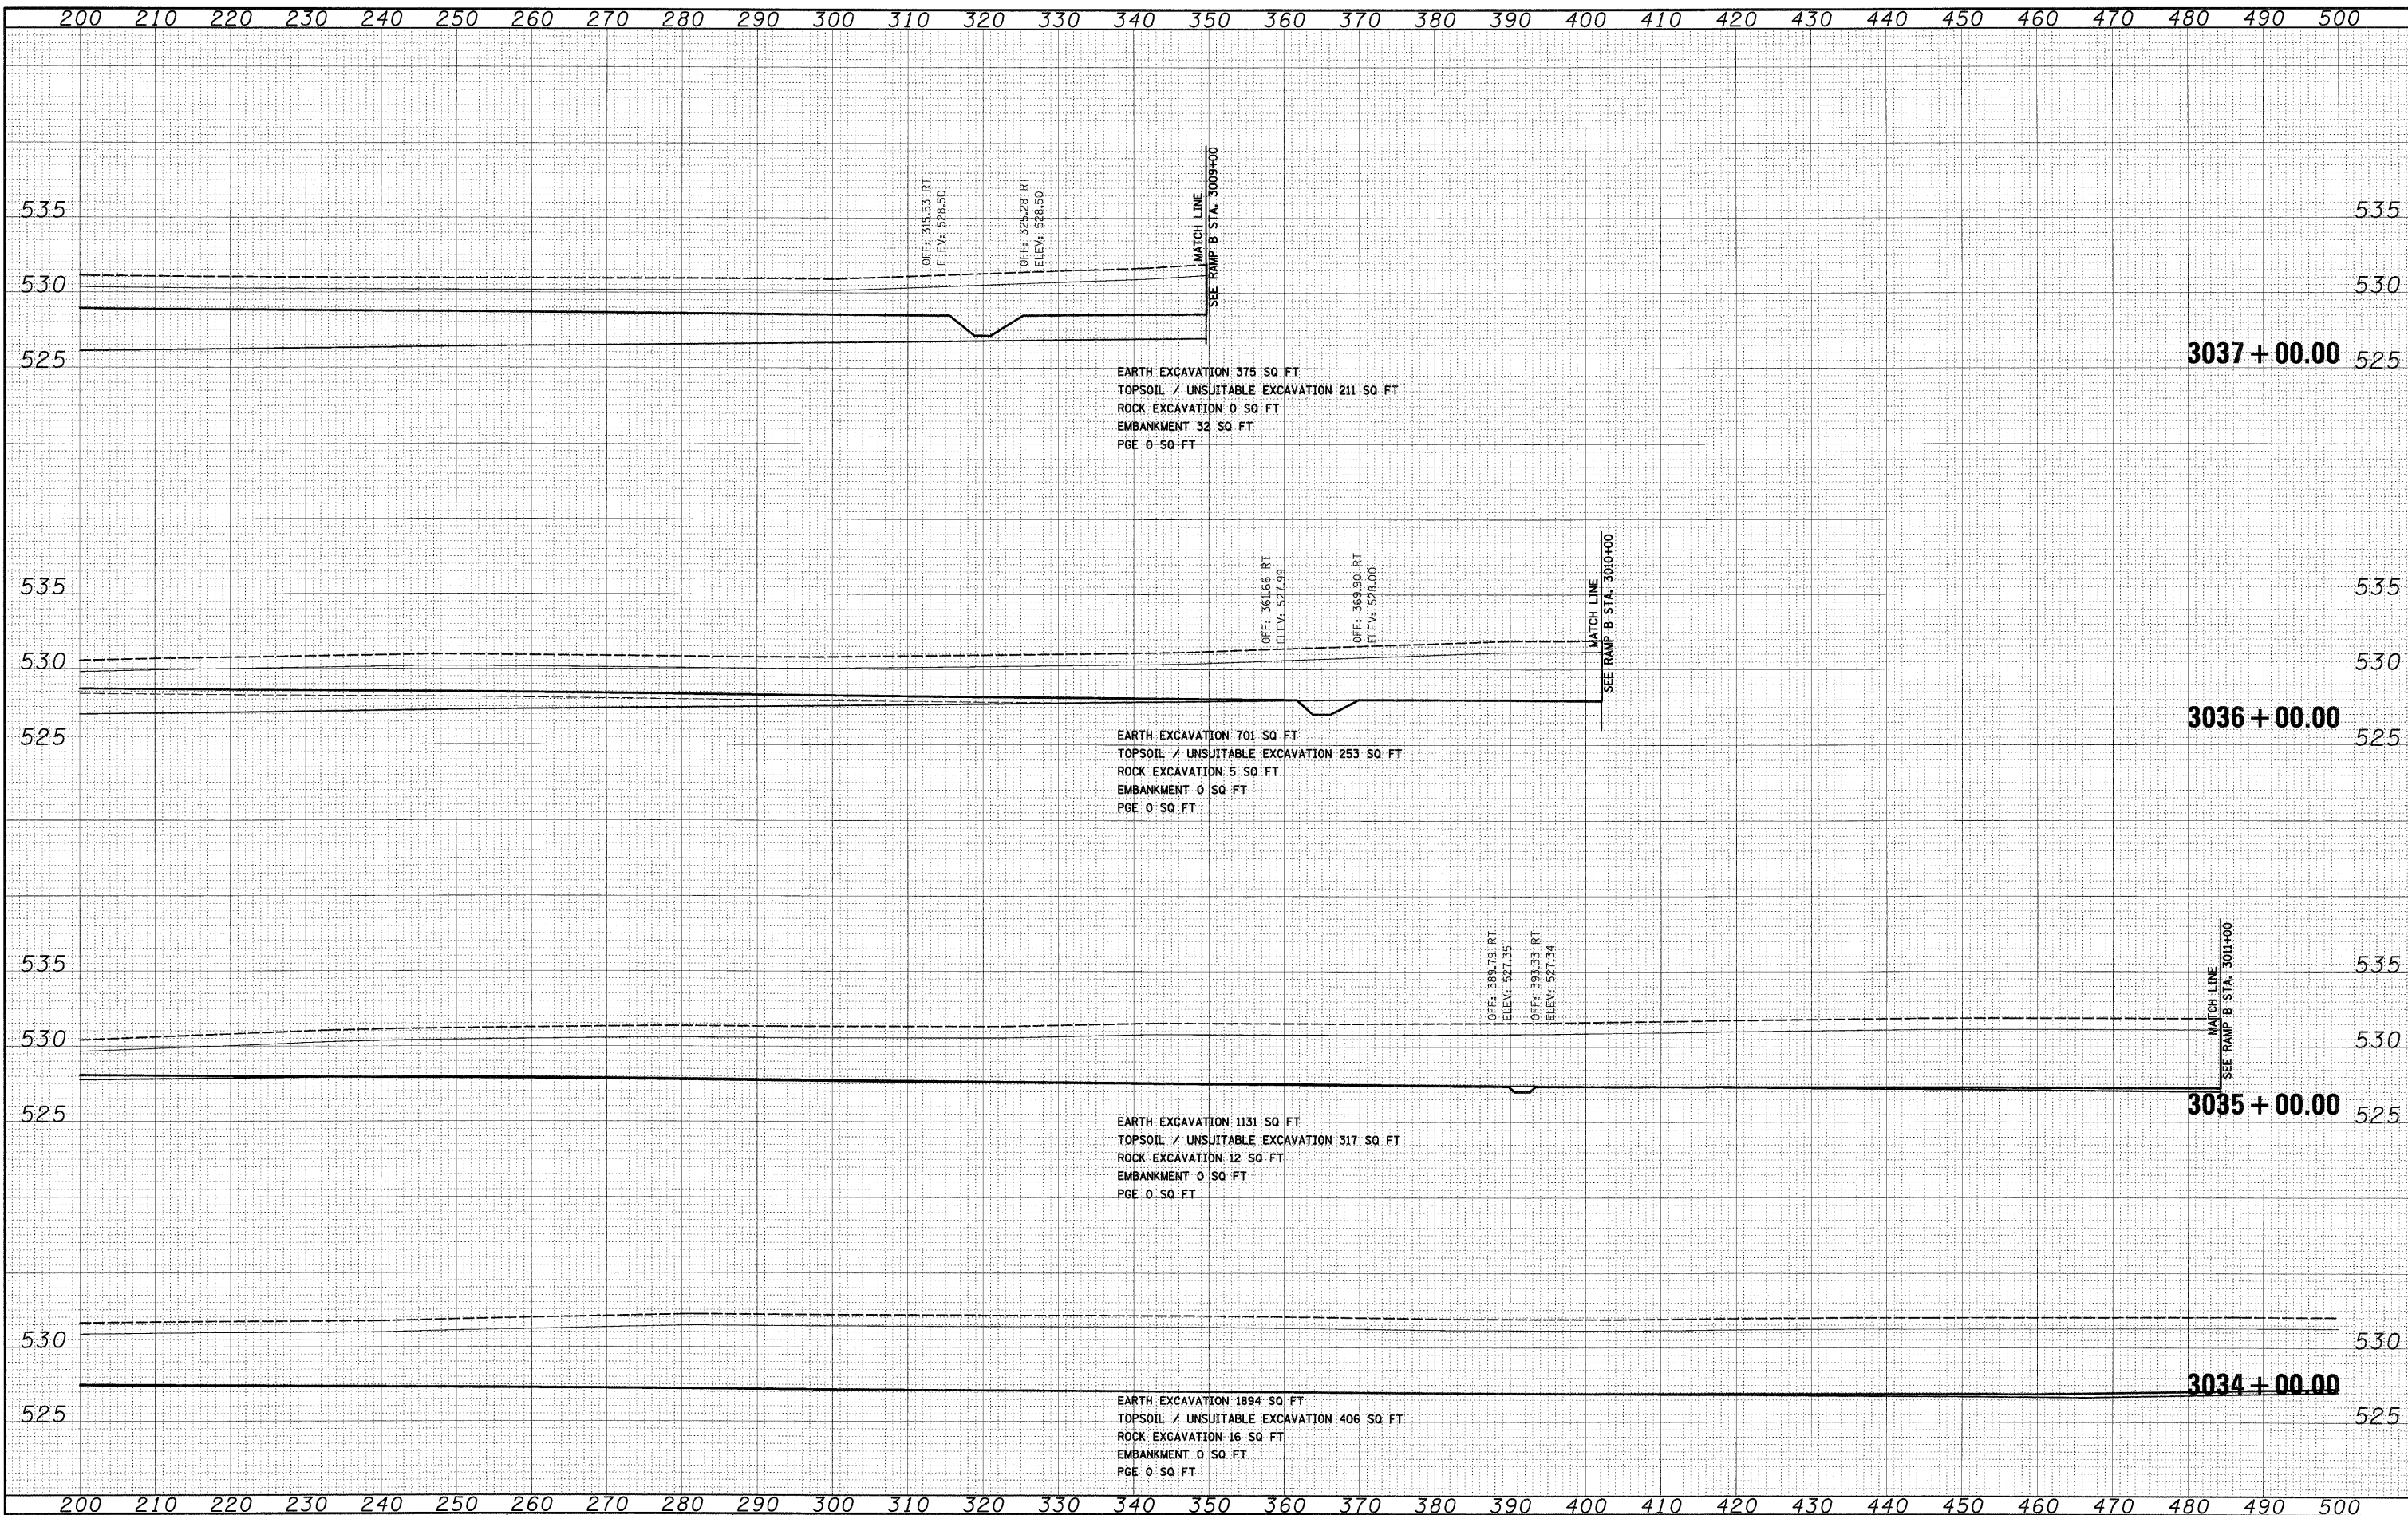 200 210 220 230 240 250 260 270 280 290 300 310 320 330 340 350 360 370 380 390 400 410 420 430 440 450 460 470 480 490 500
OFF: 315.53 RT
ELEV: 528.50
OFF: 325.28 RT
ELEV: 528.50
MATCH LINE
SEE RAMP B STA. 3009+00
535 535
530 530
525 3037+00.00 525
EARTH EXCAVATION 375 SQ FT
TOPSOIL / UNSUITABLE EXCAVATION 211 SQ FT
ROCK EXCAVATION 0 SQ FT
EMBANKMENT 32 SQ FT
PGE 0 SQ FT
OFF: 361.66 RT
ELEV: 527.99
OFF: 369.90 RT
ELEV: 528.00
MATCH LINE
SEE RAMP B STA. 3010+00
535 535
530 530
3036+00.00
525 525
EARTH EXCAVATION 701 SQ FT
TOPSOIL / UNSUITABLE EXCAVATION 253 SQ FT
ROCK EXCAVATION 5 SQ FT
EMBANKMENT 0 SQ FT
PGE 0 SQ FT
OFF: 389.79 RT
ELEV: 527.35
OFF: 393.33 RT
ELEV: 527.34
MATCH LINE
SEE RAMP B STA. 3011+00
535 535
530 530
3035+00.00
525 525
EARTH EXCAVATION 1131 SQ FT
TOPSOIL / UNSUITABLE EXCAVATION 317 SQ FT
ROCK EXCAVATION 12 SQ FT
EMBANKMENT 0 SQ FT
PGE 0 SQ FT
530 530
3034+00.00
525 525
EARTH EXCAVATION 1894 SQ FT
TOPSOIL / UNSUITABLE EXCAVATION 406 SQ FT
ROCK EXCAVATION 16 SQ FT
EMBANKMENT 0 SQ FT
PGE 0 SQ FT
200 210 220 230 240 250 260 270 280 290 300 310 320 330 340 350 360 370 380 390 400 410 420 430 440 450 460 470 480 490 500